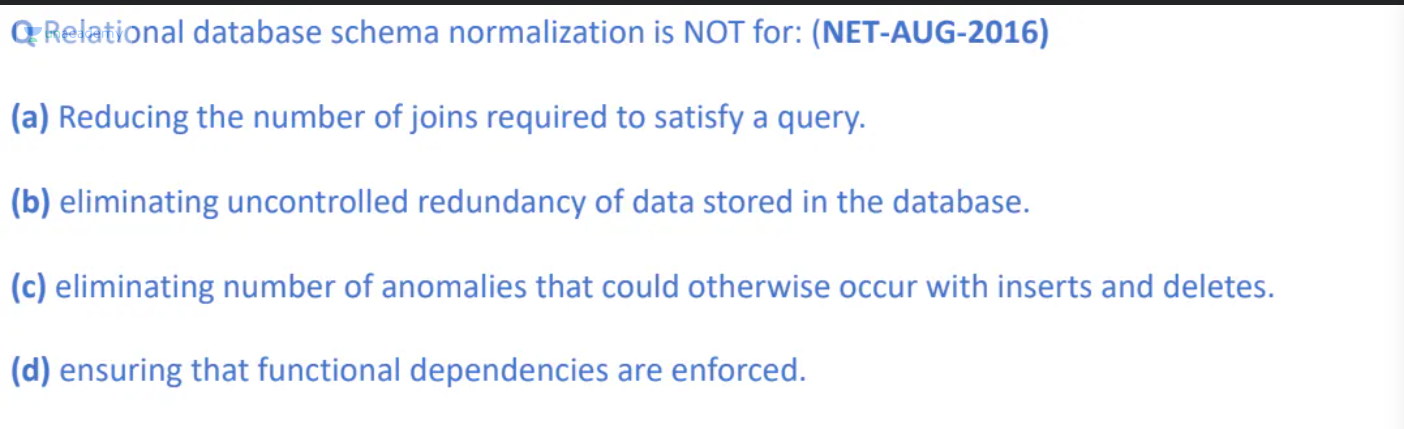 Q Relational database schema normalization is NOT for: (NET-AUG-2016)
(a) Reducing the number of joins required to satisfy a query.
(b) eliminating uncontrolled redundancy of data stored in the database.
(c) eliminating number of anomalies that could otherwise occur with inserts and deletes.
(d) ensuring that functional dependencies are enforced.